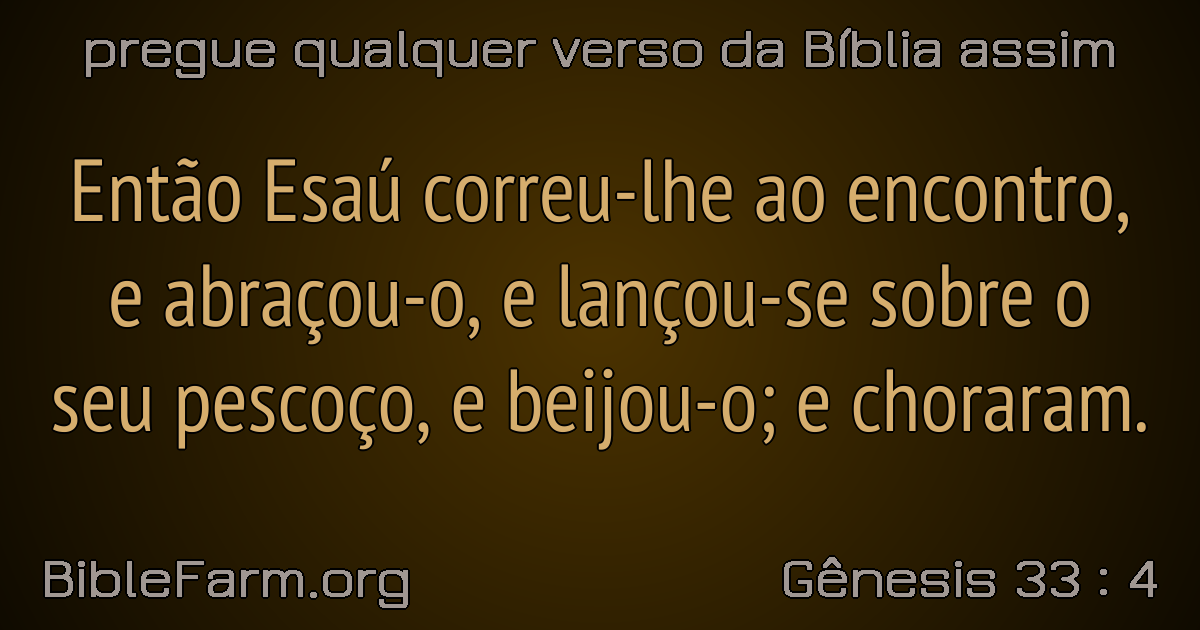 pregue qualquer verso da Bíblia assim
Então Esaú correu-lhe ao encontro,
e abraçou-o, e lançou-se sobre o
seu pescoço, e beijou-o; e choraram.
BibleFarm.org
Gênesis 33 : 4